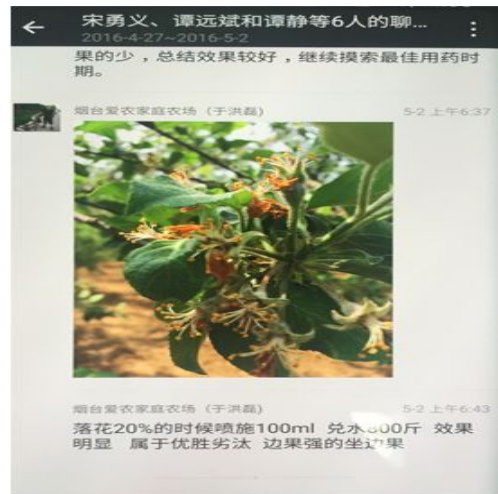 宋勇义、谭远斌和谭静等6人的聊...
2016-4-27~2016-5-2
果的少，总结效果较好，继续摸索最佳用药时
期。
烟台爱农家庭农场（于洪磊） 5-2 上午6:37
烟台爱农家庭农场（于洪磊） 5-2 上午6:43
落花20%的时候喷施100ml 兑水800斤 效果
明显 属于优胜劣汰 边果强的坐边果